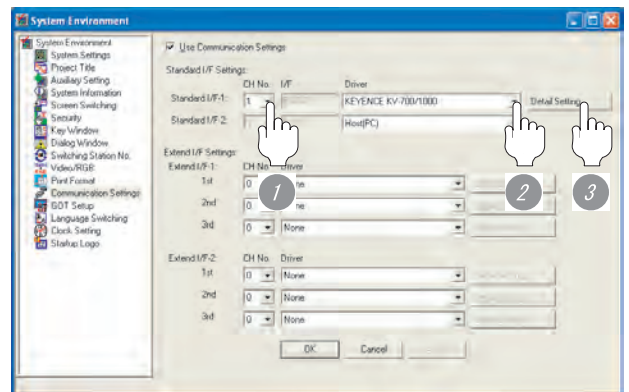 System Environment
System Environment
System Settings
Project Title
Auxiliary Setting
System Information
Screen Switching
Security
Key Window
Dialog Window
Switching Station No.
Video/RGB
Print Format
Communication Settings
GOT Setup
Language Switching
Clock Setting
Startup Logo
Use Communication Settings
Standard I/F Settings
CH No. I/F Driver
Standard I/F-1: 1 KEYENCE KV-700/1000 Detail Setting
Standard I/F-2: Host(PC)
Extend I/F Settings
Extend I/F-1: CH No. Driver
1st 0
2nd 0 None
3rd 0 None
Extend I/F-2: CH No. Driver
1st 0 None
2nd 0 None
3rd 0 None
OK Cancel
1 2 3